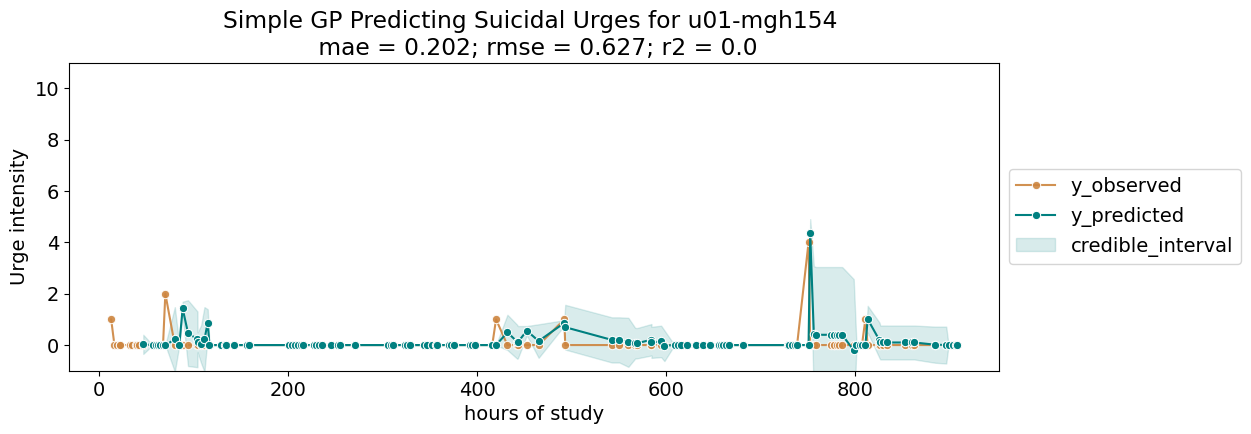 Simple GP Predicting Suicidal Urges for u01-mgh154
mae = 0.202; rmse = 0.627; r2 = 0.0
Urge intensity
10
8
6
4
2
0
0 200 400 600 800
hours of study
y_observed
y_predicted
credible_interval